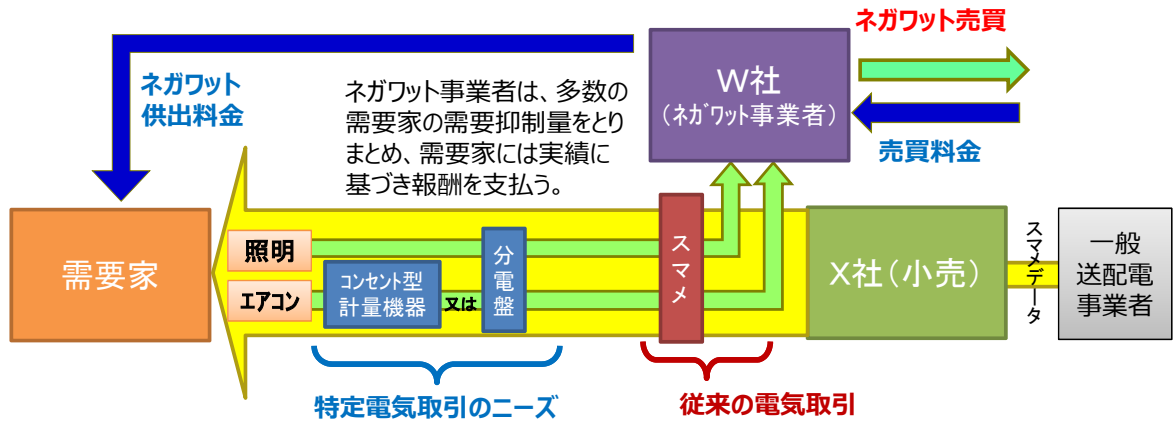 ネガワット売買
W社
（ネガワット事業者）
ネガワット
供出料金
ネガワット事業者は、多数の
需要家の需要抑制量をとり
まとめ、需要家には実績に
基づき報酬を支払う。
売買料金
需要家
照明
エアコン
コンセント型
計量機器
又は
分電盤
スマメ
X社（小売）
スマメデータ
一般
送配電
事業者
特定電気取引のニーズ
従来の電気取引